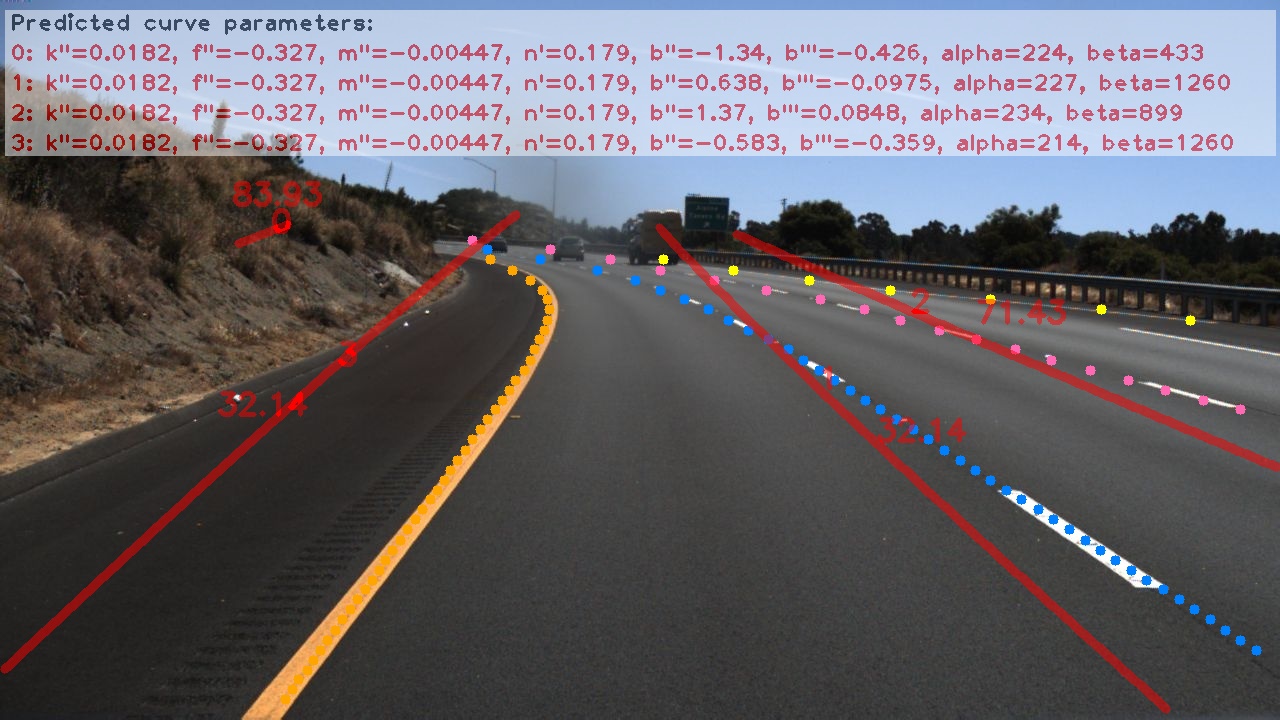 Predicted curve parameters:
0: k''=0.0182, f''=−0.327, m''=−0.00447, n'=0.179, b''=−1.34, b'''=−0.426, alpha=224, beta=433
1: k''=0.0182, f''=−0.327, m''=−0.00447, n'=0.179, b''=0.638, b'''=−0.0975, alpha=227, beta=1260
2: k''=0.0182, f''=−0.327, m''=−0.00447, n'=0.179, b''=1.37, b'''=0.0848, alpha=234, beta=899
3: k''=0.0182, f''=−0.327, m''=−0.00447, n'=0.179, b''=−0.583, b'''=−0.359, alpha=214, beta=1260
83.93
0
2
71.43
32.14
32.14